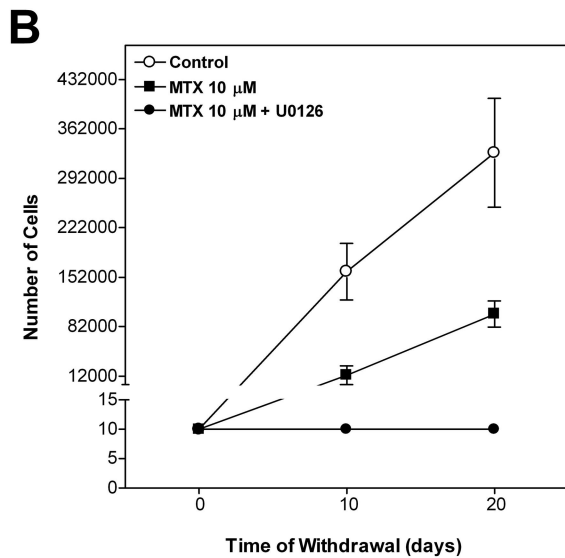 B
Control
MTX 10 μM
MTX 10 μM + U0126
432000
362000
292000
222000
152000
82000
12000
15
10
5
0
Number of Cells
0 10 20
Time of Withdrawal (days)